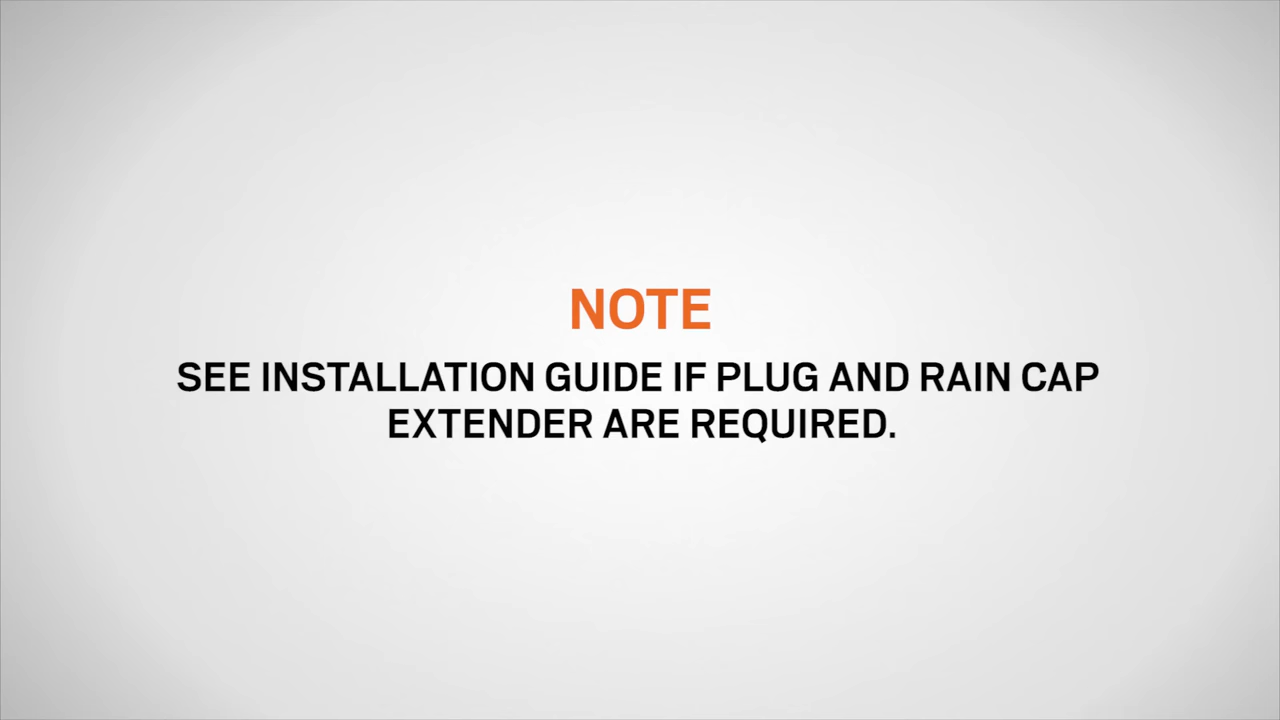 NOTE
SEE INSTALLATION GUIDE IF PLUG AND RAIN CAP
EXTENDER ARE REQUIRED.